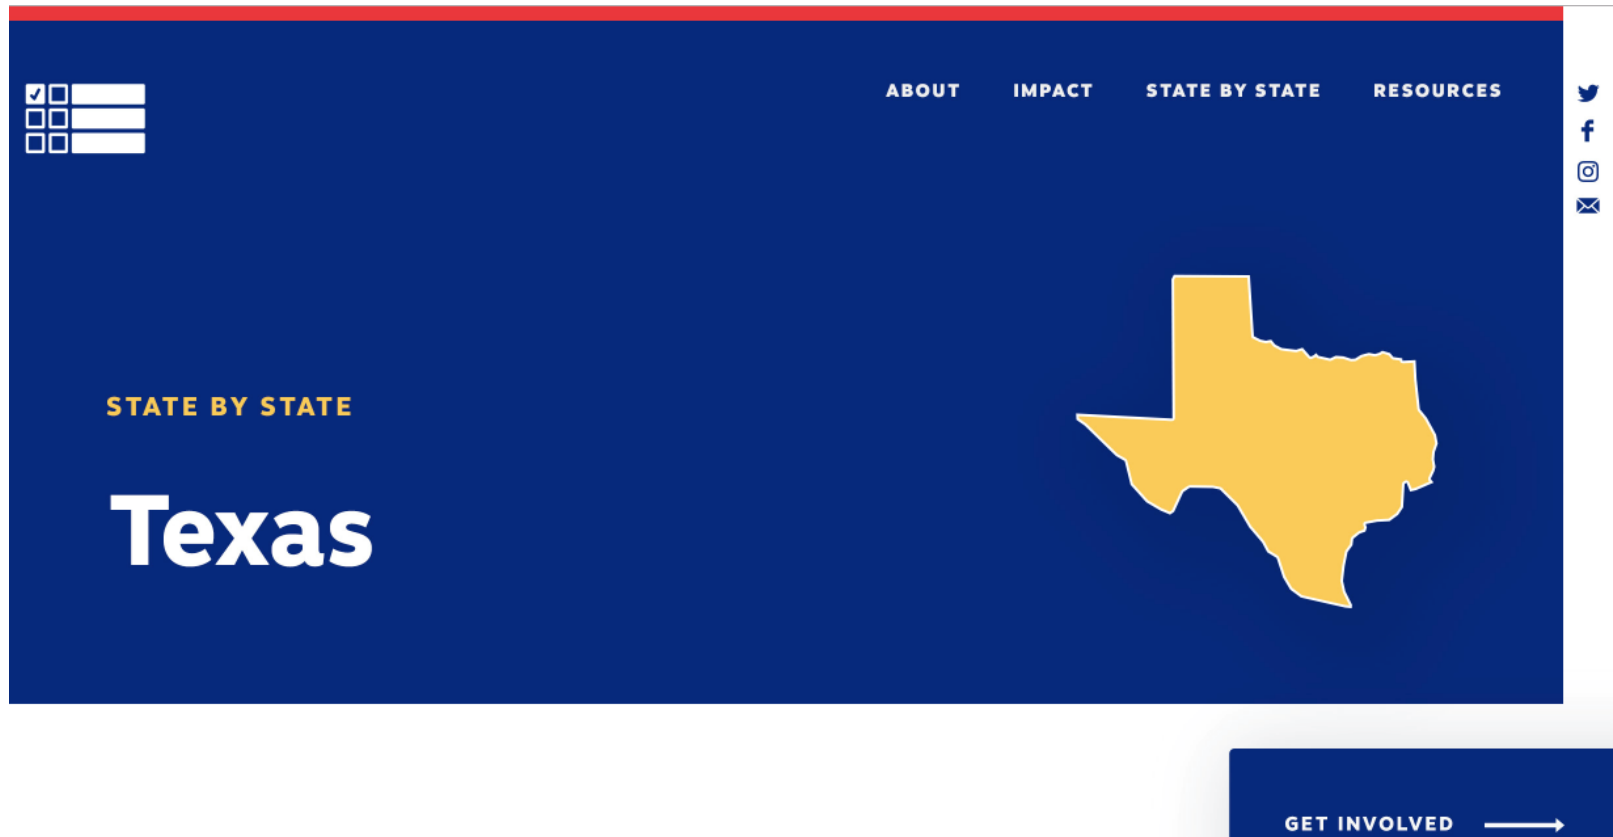 ABOUT IMPACT STATE BY STATE RESOURCES
STATE BY STATE
Texas
GET INVOLVED